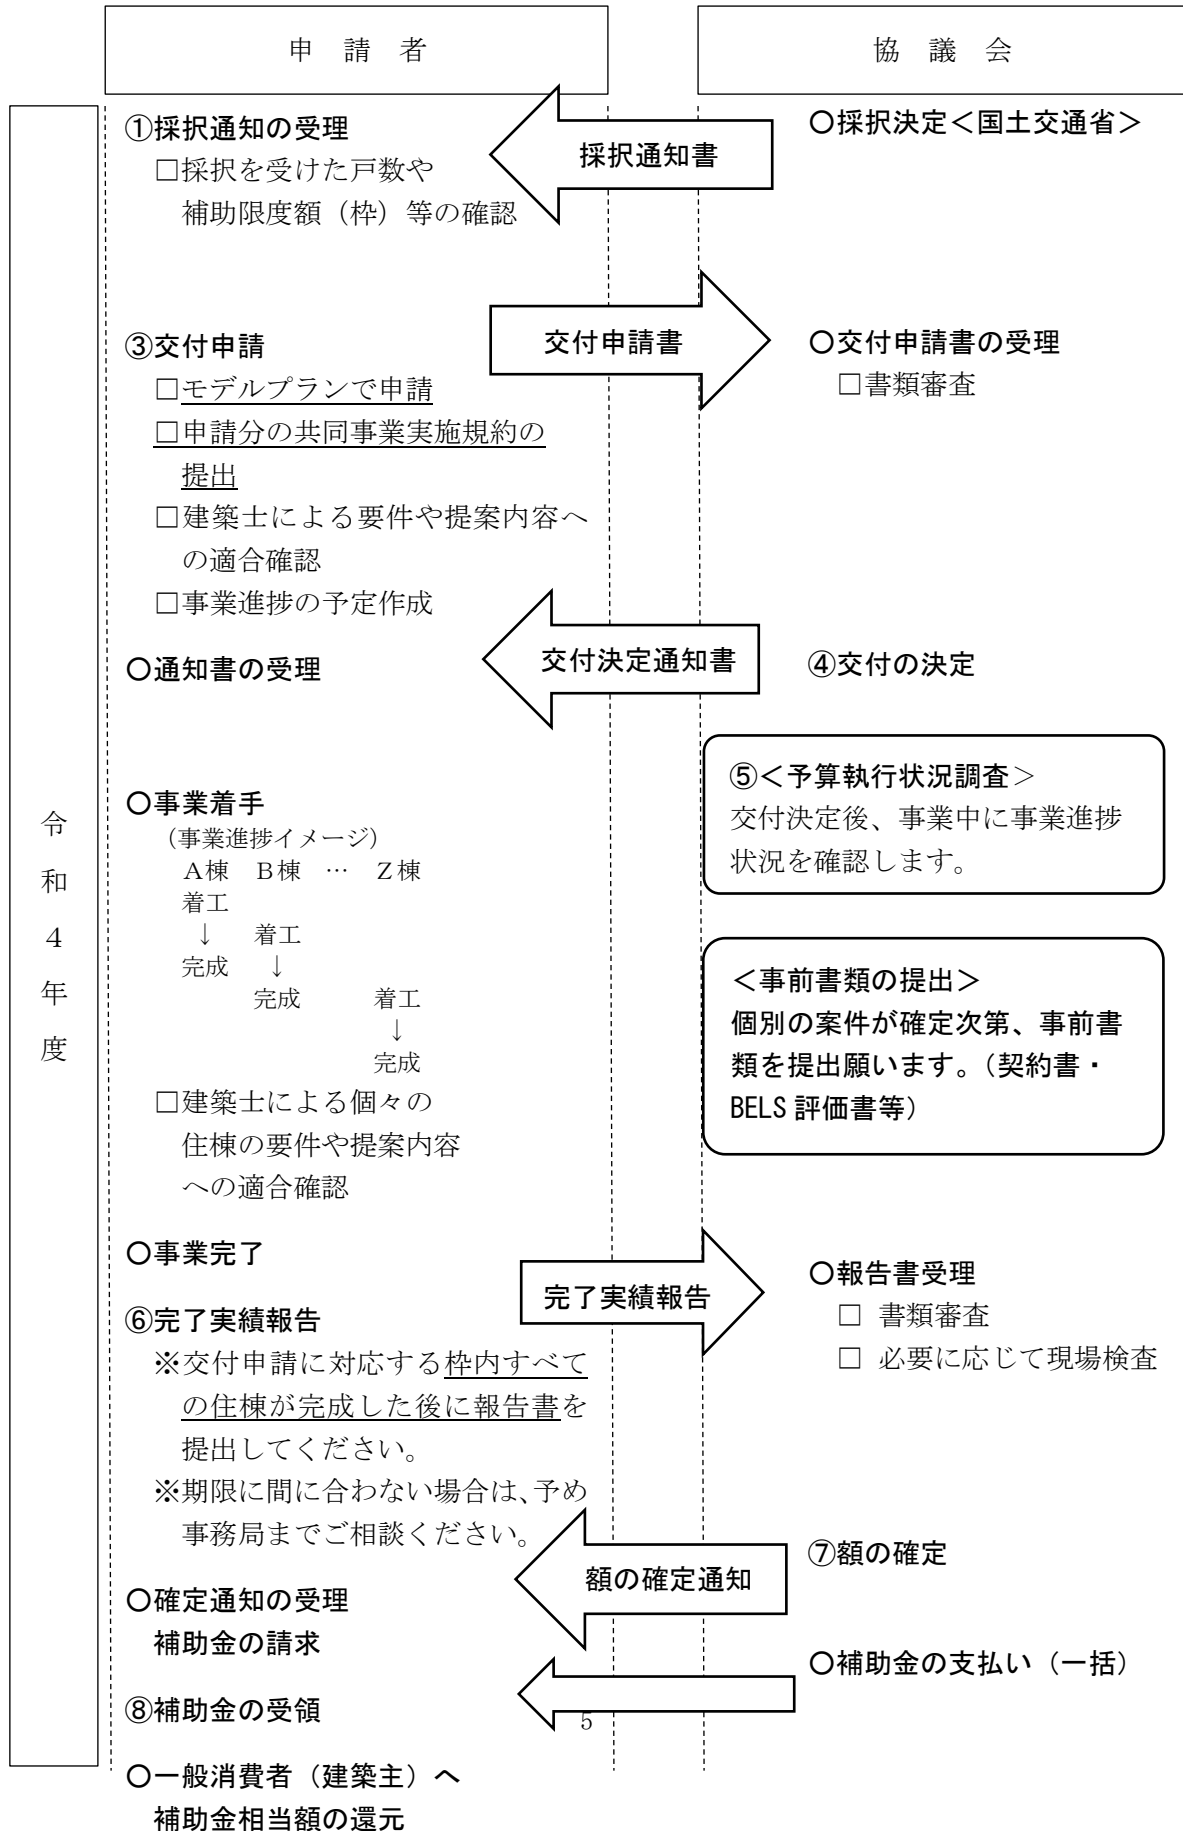 申 請 者
協 議 会
令和４年度
①採択通知の受理
□採択を受けた戸数や
補助限度額（枠）等の確認
採択通知書
〇採択決定＜国土交通省＞
③交付申請
□モデルプランで申請
□申請分の共同事業実施規約の
提出
□建築士による要件や提案内容へ
の適合確認
□事業進捗の予定作成
交付申請書
〇交付申請書の受理
□書類審査
〇通知書の受理
交付決定通知書
④交付の決定
⑤＜予算執行状況調査＞
交付決定後、事業中に事業進捗
状況を確認します。
〇事業着手
（事業進捗イメージ）
Ａ棟 Ｂ棟 … Ｚ棟
着工
↓ 着工
完成 ↓
完成 着工
↓
完成
□建築士による個々の
住棟の要件や提案内容
への適合確認
＜事前書類の提出＞
個別の案件が確定次第、事前書
類を提出願います。（契約書・
BELS 評価書等）
〇事業完了
完了実績報告
〇報告書受理
□ 書類審査
□ 必要に応じて現場検査
⑥完了実績報告
※交付申請に対応する枠内すべて
の住棟が完成した後に報告書を
提出してください。
※期限に間に合わない場合は、予め
事務局までご相談ください。
額の確定通知
⑦額の確定
〇確定通知の受理
補助金の請求
〇補助金の支払い（一括）
⑧補助金の受領
5
〇一般消費者（建築主）へ
補助金相当額の還元